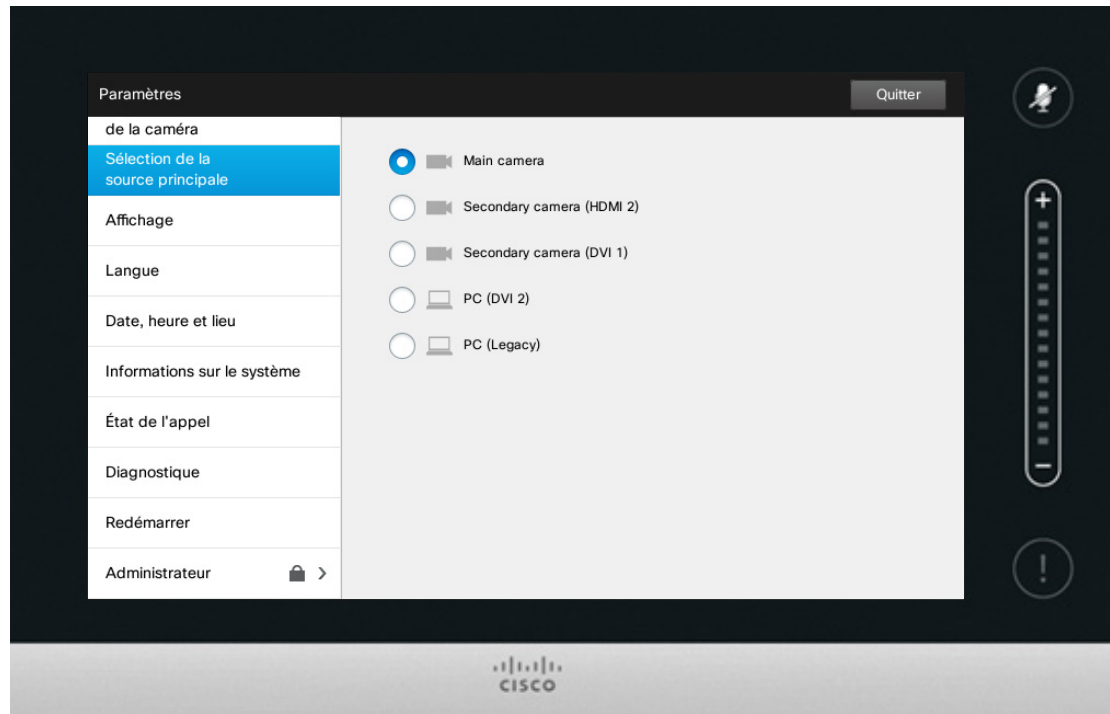 Paramètres
Quitter
de la caméra
Sélection de la
source principale
Affichage
Langue
Date, heure et lieu
Informations sur le système
État de l'appel
Diagnostique
Redémarrer
Administrateur
Main camera
Secondary camera (HDMI 2)
Secondary camera (DVI 1)
PC (DVI 2)
PC (Legacy)
+
−
!
CISCO